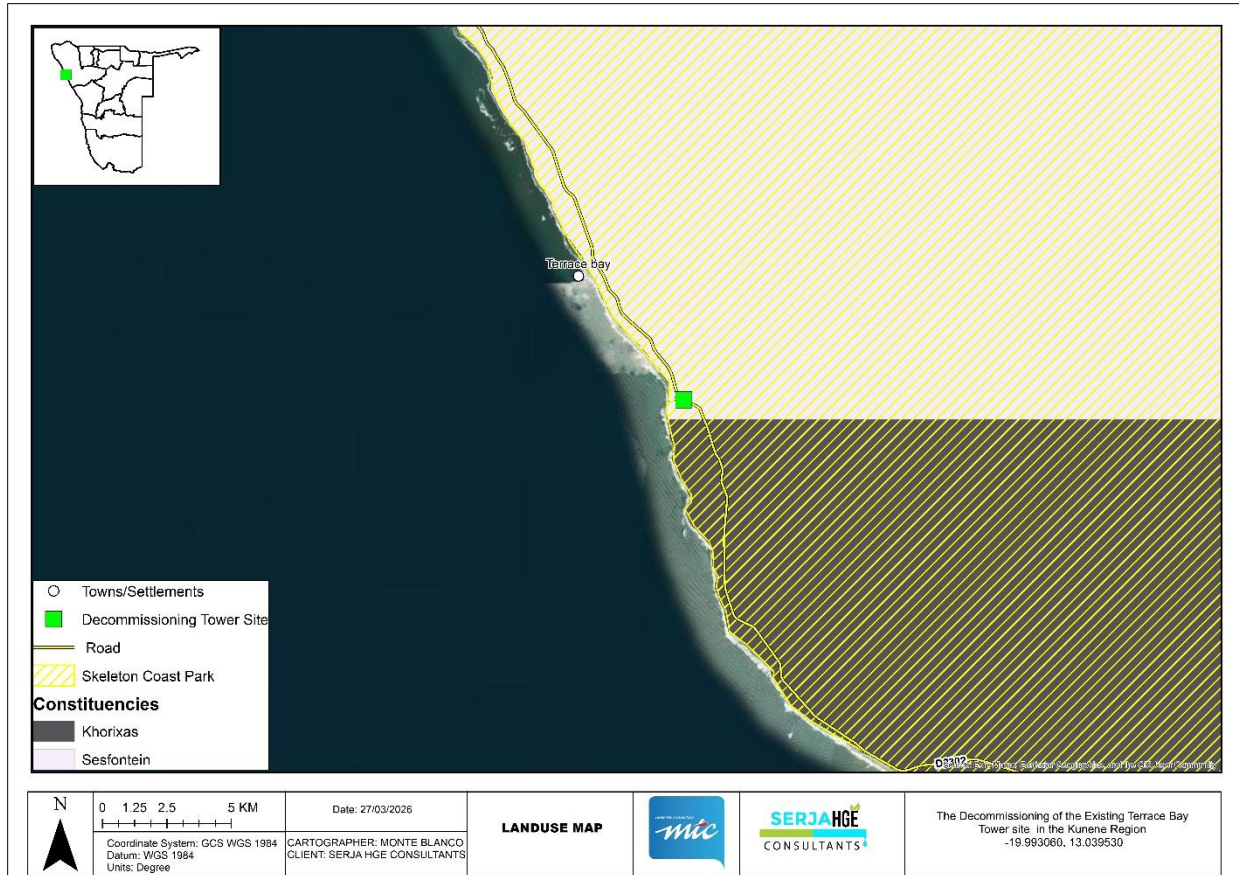 Terrace bay
Towns/Settlements
Decommissioning Tower Site
Road
Skeleton Coast Park
Constituencies
Khorixas
Sesfontein
D2302
N
0 1.25 2.5 5 KM
Coordinate System: GCS WGS 1984
Datum: WGS 1984
Units: Degree
Date: 27/03/2026
CARTOGRAPHER: MONTE BLANCO
CLIENT: SERJA HGE CONSULTANTS
LANDUSE MAP
mtc
SERJA HGE
CONSULTANTS
The Decommissioning of the Existing Terrace Bay
Tower site in the Kunene Region
-19.993060, 13.039530